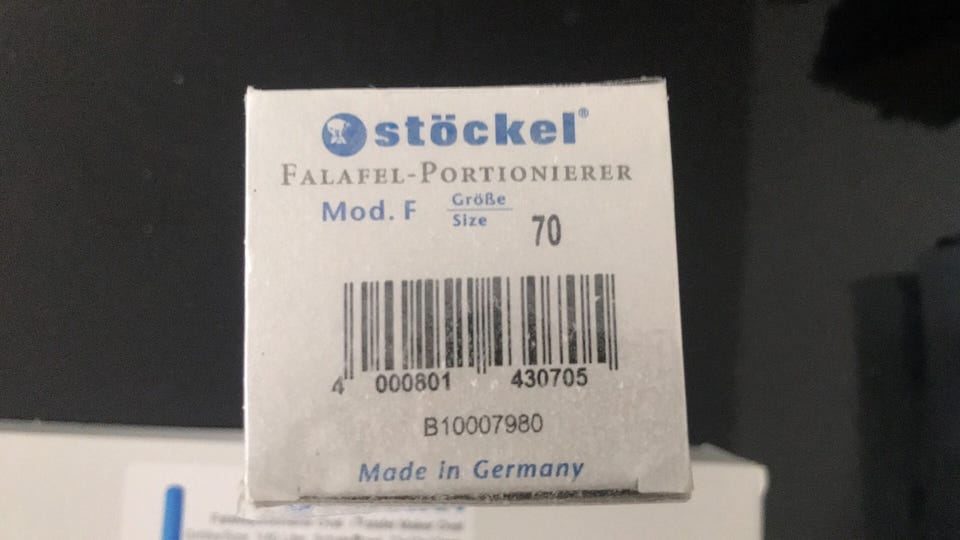 stöckel®
FALAFEL-PORTIONIERER
Mod. F Größe
Size 70
4 000801 430705
B10007980
Made in Germany